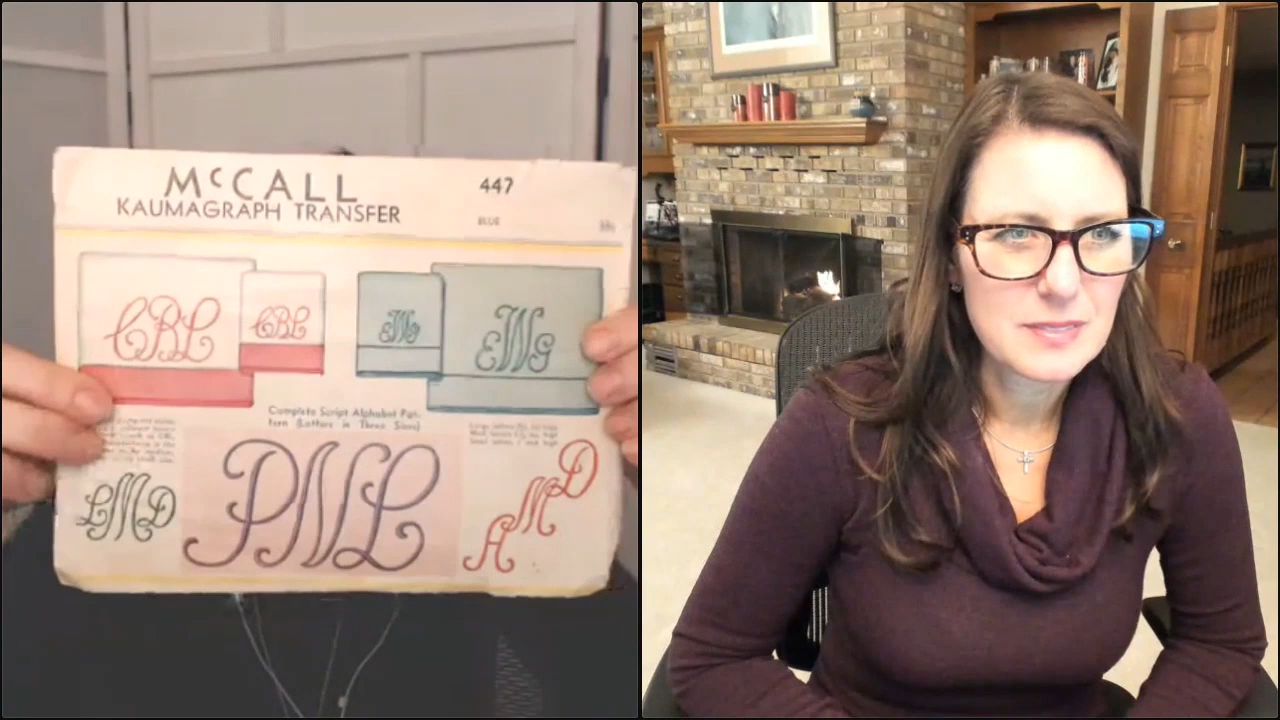 McCALL
KAUMAGRAPH TRANSFER
447
BLUE
CBL
CBL
EWG
EWG
Complete Script Alphabet Pat-
tern (Letters in Three Sizes)
LMD
PNL
AMD